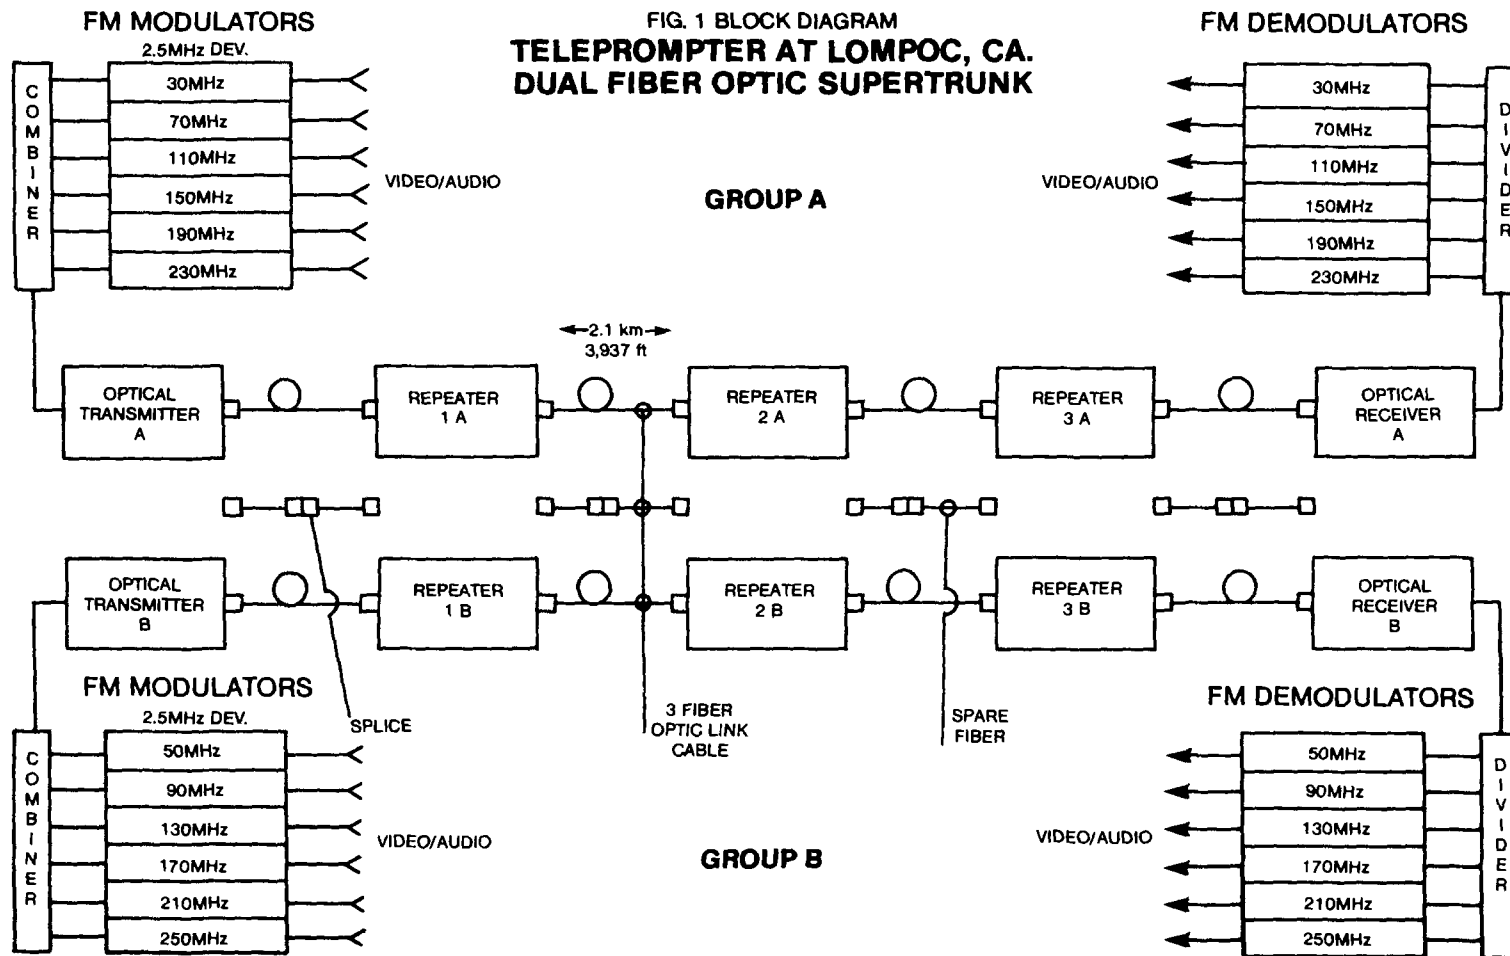 FIG. 1 BLOCK DIAGRAM
TELEPROMPTER AT LOMPOC, CA.
DUAL FIBER OPTIC SUPERTRUNK
FM MODULATORS
2.5MHz DEV.
COMBINER
30MHz
70MHz
110MHz
150MHz
190MHz
230MHz
VIDEO/AUDIO
GROUP A
FM DEMODULATORS
VIDEO/AUDIO
30MHz
70MHz
110MHz
150MHz
190MHz
230MHz
DIVIDER
2.1 km
3,937 ft
OPTICAL
TRANSMITTER
A
REPEATER
1 A
REPEATER
2 A
REPEATER
3 A
OPTICAL
RECEIVER
A
OPTICAL
TRANSMITTER
B
REPEATER
1 B
REPEATER
2 B
REPEATER
3 B
OPTICAL
RECEIVER
B
SPLICE
3 FIBER
OPTIC LINK
CABLE
SPARE
FIBER
FM MODULATORS
2.5MHz DEV.
COMBINER
50MHz
90MHz
130MHz
170MHz
210MHz
250MHz
VIDEO/AUDIO
GROUP B
FM DEMODULATORS
VIDEO/AUDIO
50MHz
90MHz
130MHz
170MHz
210MHz
250MHz
DIVIDER